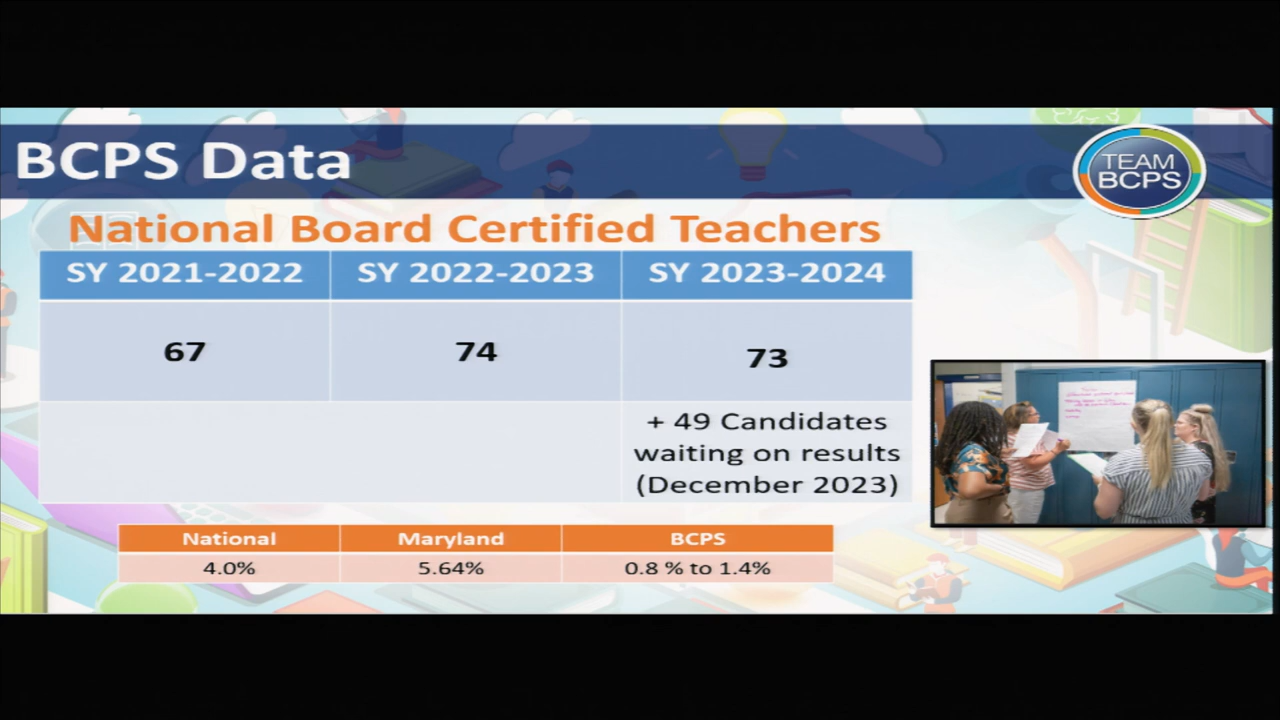 BCPS Data
TEAM
BCPS
National Board Certified Teachers
SY 2021-2022 SY 2022-2023 SY 2023-2024
67 74 73
+ 49 Candidates
waiting on results
(December 2023)
National Maryland BCPS
4.0% 5.64% 0.8 % to 1.4%